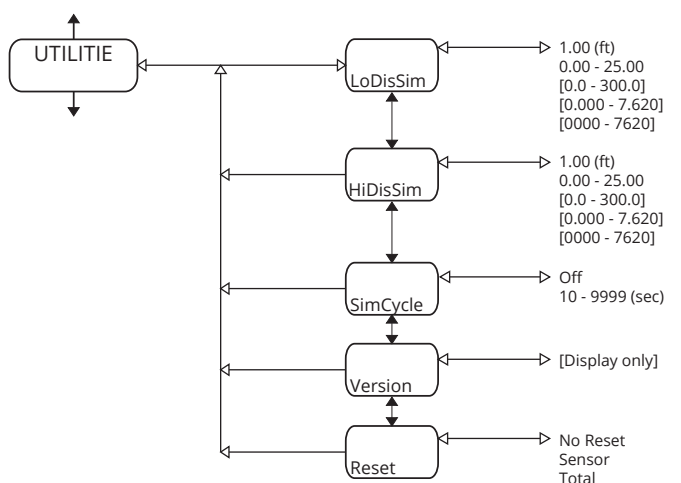 UTILITIE
LoDisSim
1.00 (ft)
0.00 - 25.00
[0.0 - 300.0]
[0.000 - 7.620]
[0000 - 7620]
HiDisSim
1.00 (ft)
0.00 - 25.00
[0.0 - 300.0]
[0.000 - 7.620]
[0000 - 7620]
SimCycle
Off
10 - 9999 (sec)
Version
[Display only]
Reset
No Reset
Sensor
Total